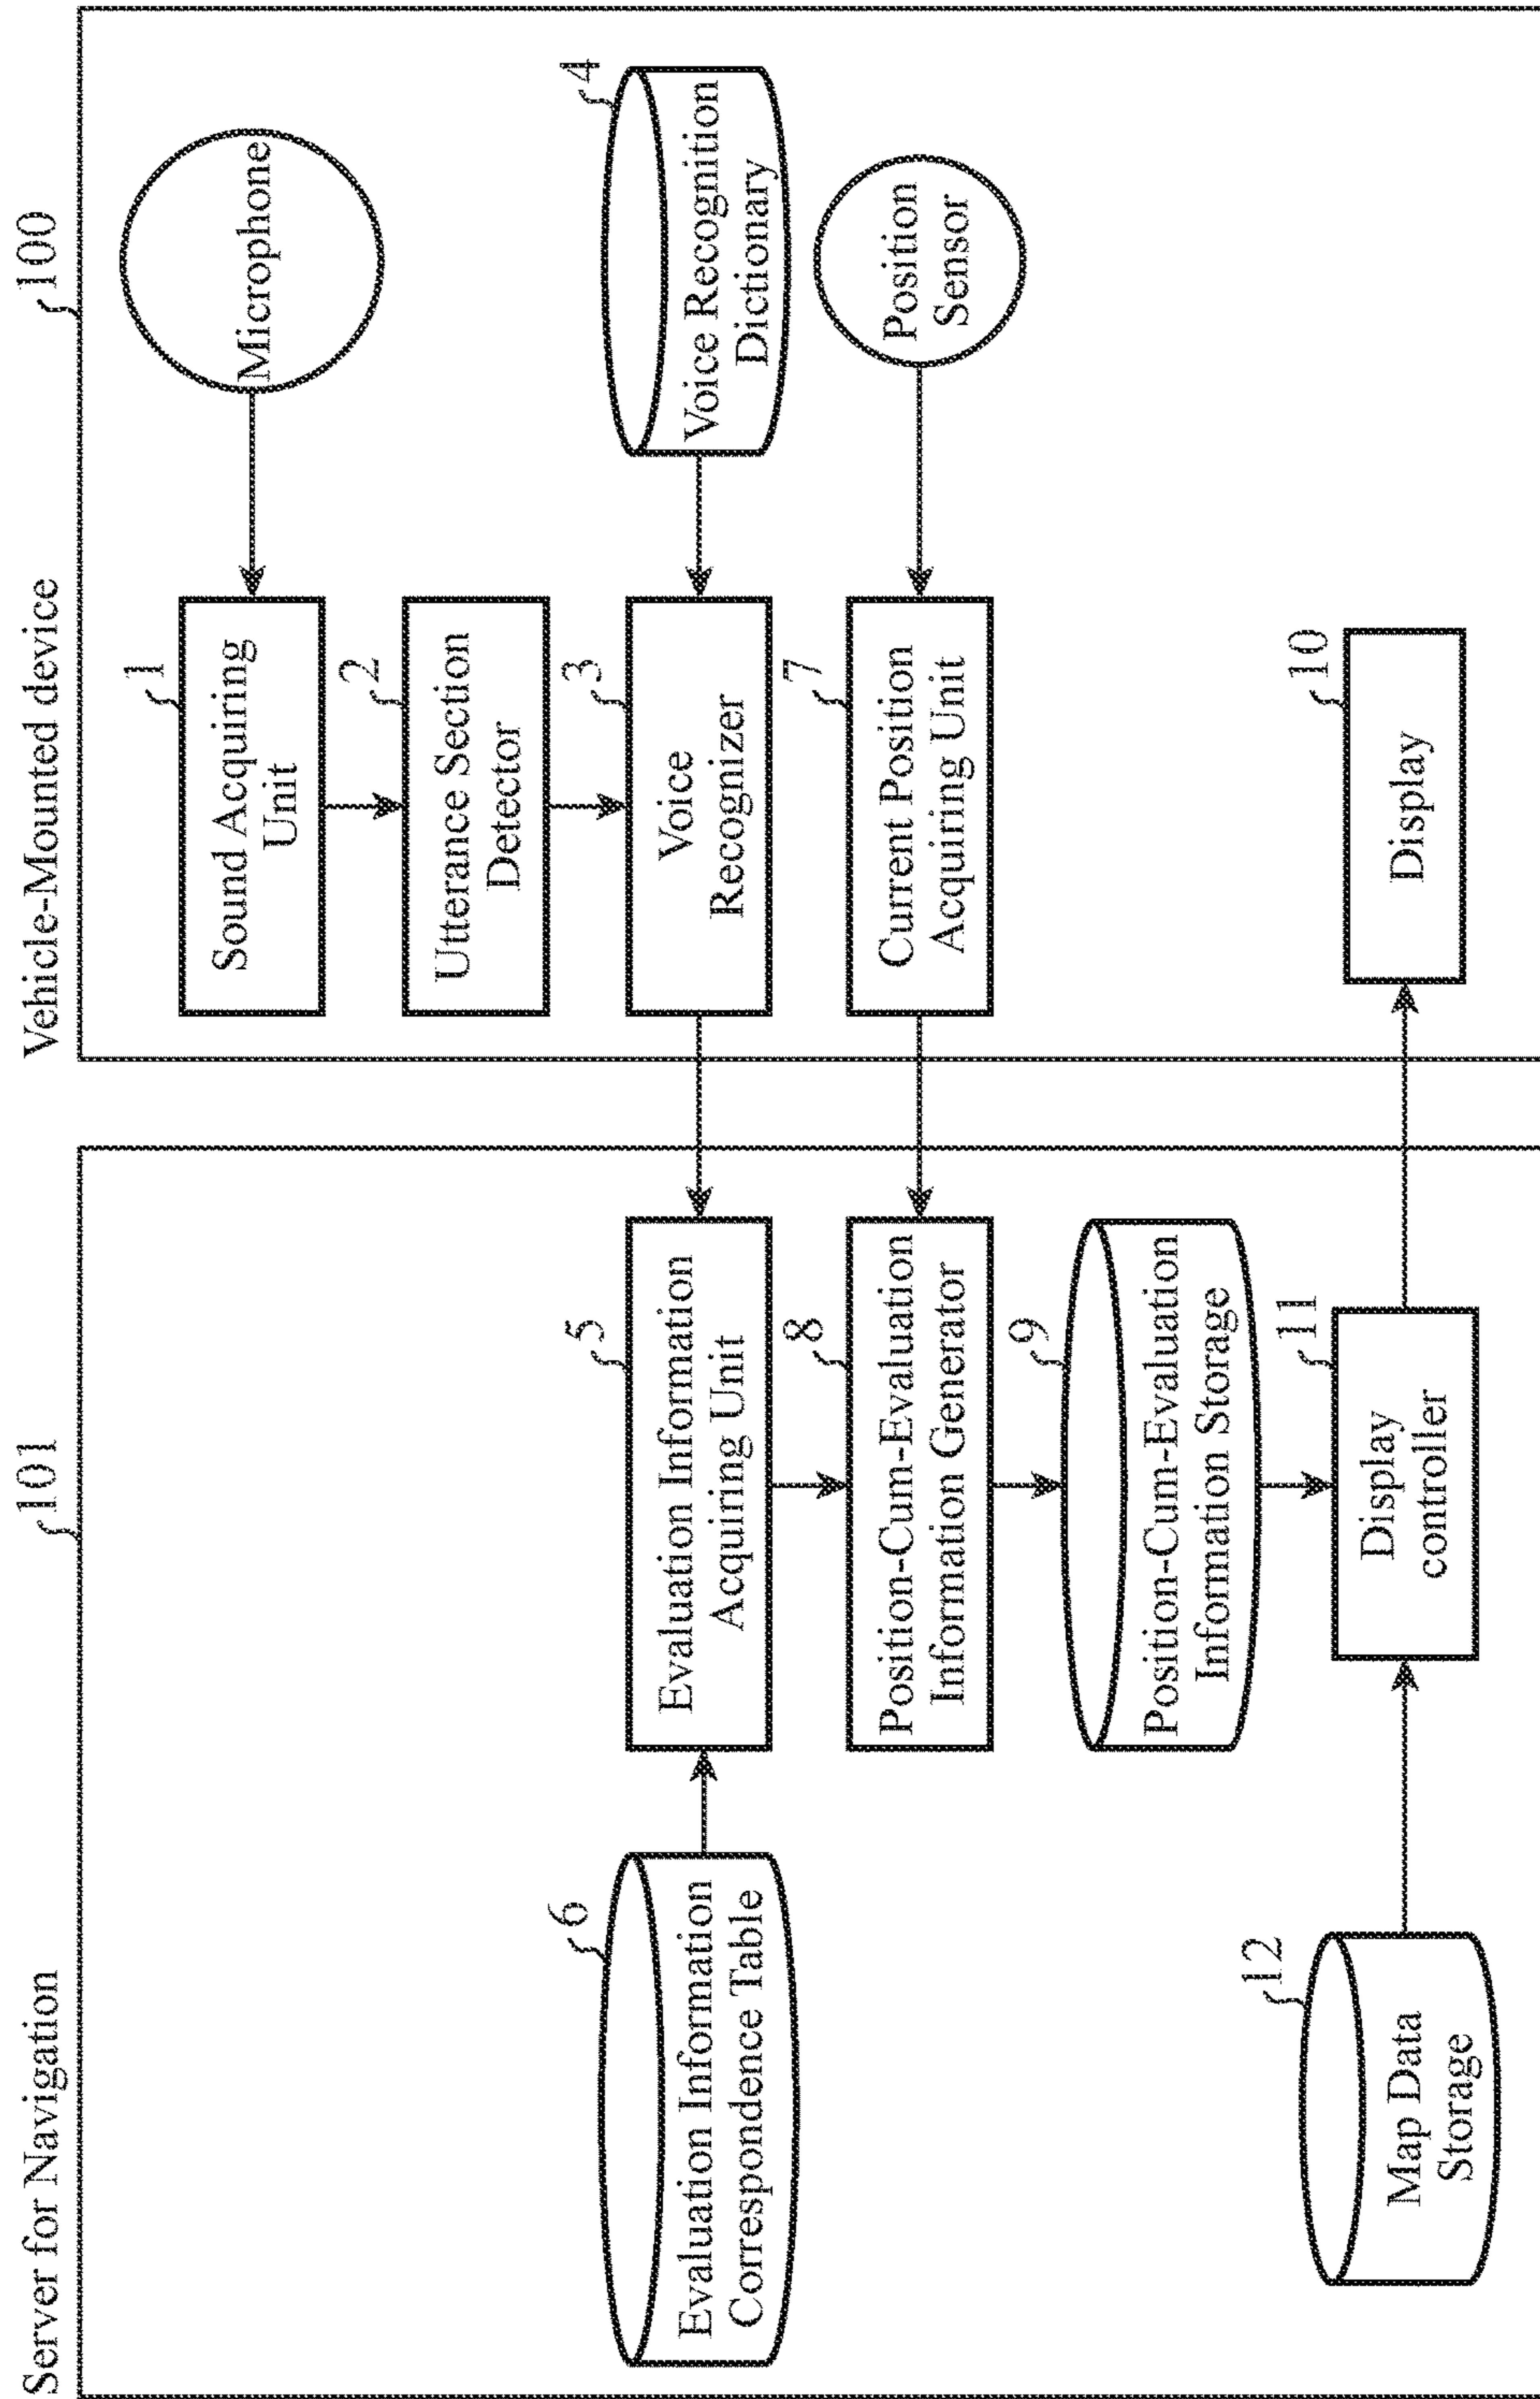 Server for Navigation
101
Vehicle-Mounted device
100
Microphone
1
Sound Acquiring
Unit
2
Utterance Section
Detector
3
Voice
Recognizer
4
Voice Recognition
Dictionary
5
Evaluation Information
Acquiring Unit
6
Evaluation Information
Correspondence Table
Position
Sensor
7
Current Position
Acquiring Unit
8
Position-Cum-Evaluation
Information Generator
9
Position-Cum-Evaluation
Information Storage
10
Display
11
Display
controller
12
Map Data
Storage